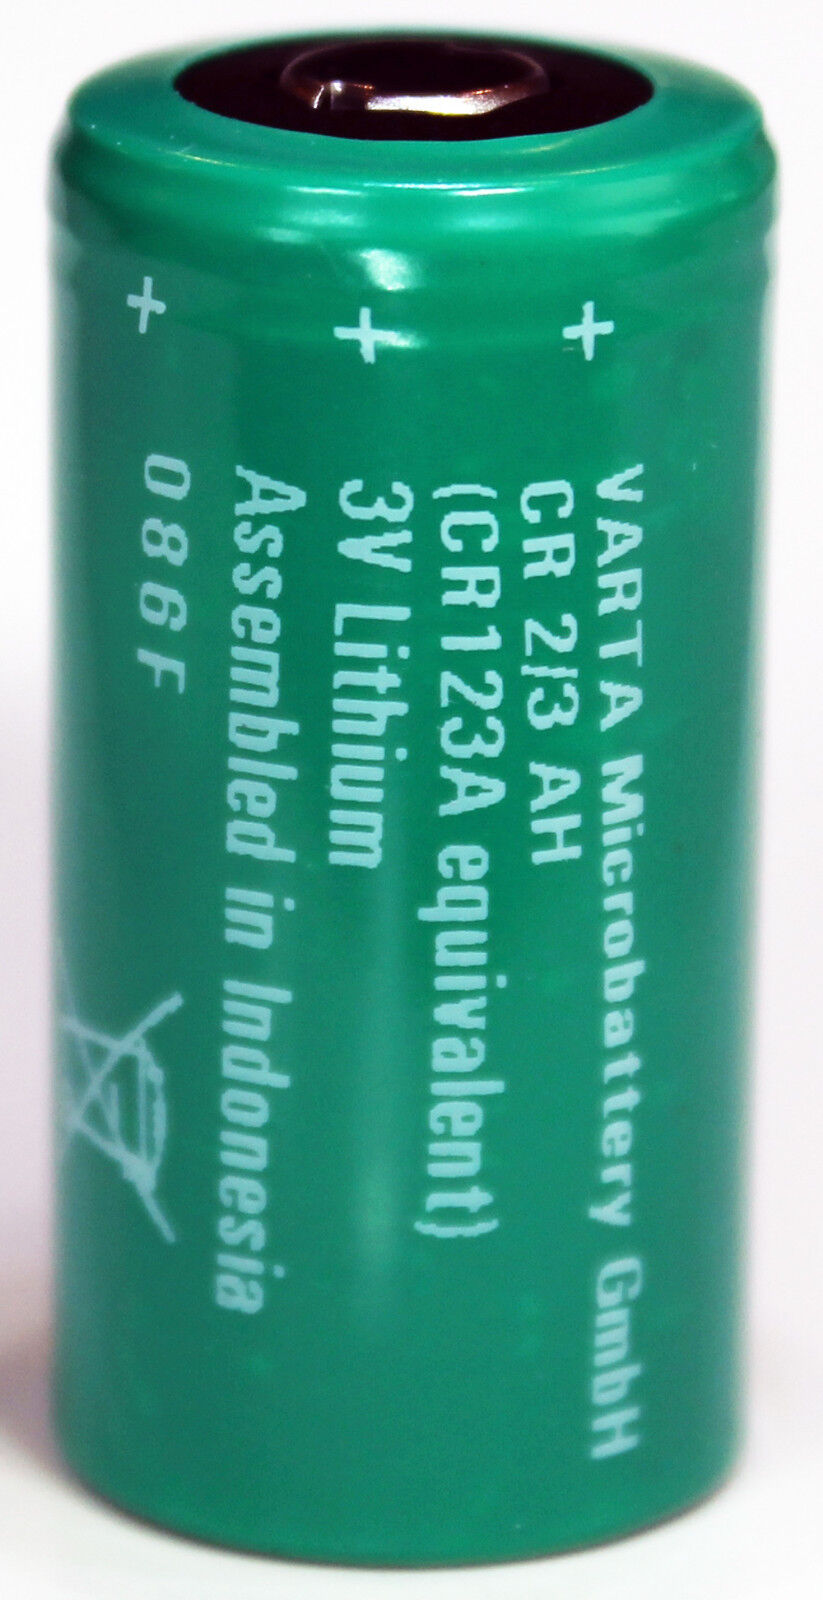 + + +
VARTA Microbattery GmbH
CR 2/3 AH
(CR123A equivalent)
3V Lithium
Assembled in Indonesia
086F